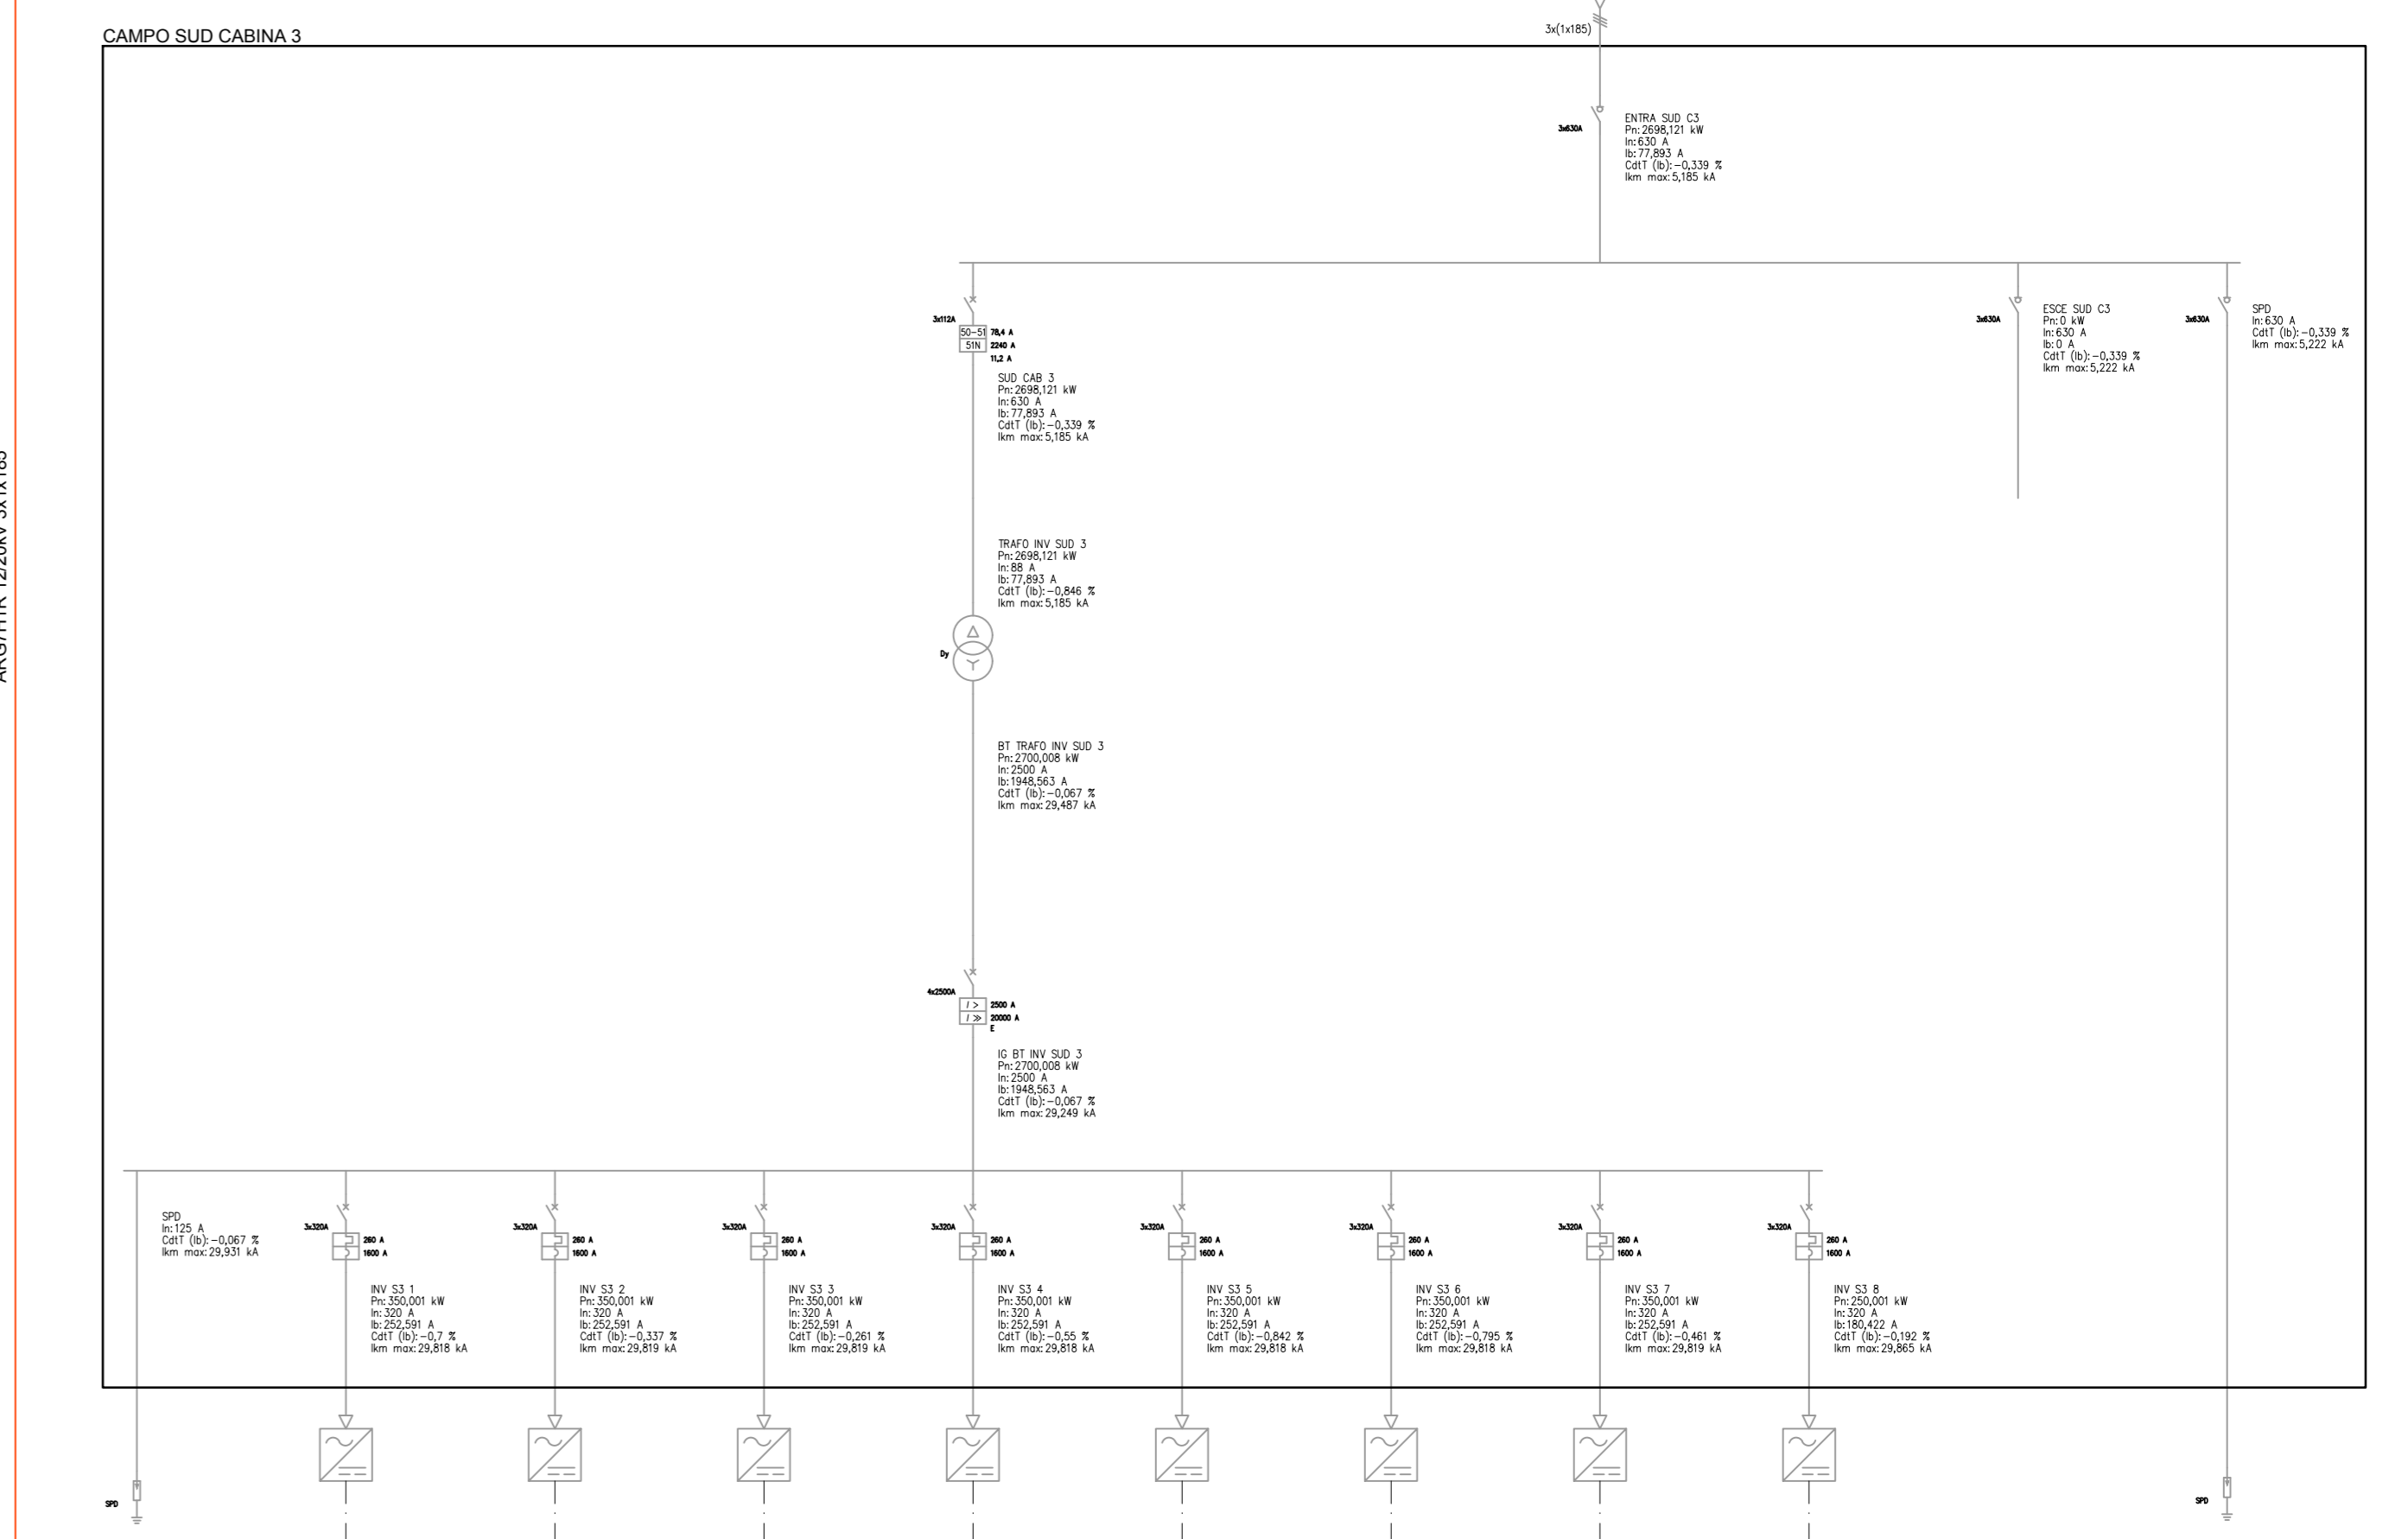 CAMPO SUD CABINA 3
3x(1x185)
3x630A
ENTRA SUD C3
Pn:2698,121 kW
In:630 A
Ib:77,893 A
CdtT (Ib):-0,339 %
Ikm max:5,185 kA
3x112A
50-51 78,4 A
51N 2240 A
11,2 A
SUD CAB 3
Pn:2698,121 kW
In:630 A
Ib:77,893 A
CdtT (Ib):-0,339 %
Ikm max:5,185 kA
3x630A
ESCE SUD C3
Pn:0 kW
In:630 A
Ib:0 A
CdtT (Ib):-0,339 %
Ikm max:5,222 kA
3x630A
SPD
In:630 A
CdtT (Ib):-0,339 %
Ikm max:5,222 kA
ARG7H1R 12/20kV 3x1x185
TRAFO INV SUD 3
Pn:2698,121 kW
In:88 A
Ib:77,893 A
CdtT (Ib):-0,846 %
Ikm max:5,185 kA
Dy
BT TRAFO INV SUD 3
Pn:2700,008 kW
In:2500 A
Ib:1948,563 A
CdtT (Ib):-0,067 %
Ikm max:29,487 kA
4x2500A
I > 2500 A
I >> 20000 A
E
IG BT INV SUD 3
Pn:2700,008 kW
In:2500 A
Ib:1948,563 A
CdtT (Ib):-0,067 %
Ikm max:29,249 kA
SPD
In:125 A
CdtT (Ib):-0,067 %
Ikm max:29,931 kA
3x320A
260 A
1600 A
INV S3 1
Pn:350,001 kW
In:320 A
Ib:252,591 A
CdtT (Ib):-0,7 %
Ikm max:29,818 kA
3x320A
260 A
1600 A
INV S3 2
Pn:350,001 kW
In:320 A
Ib:252,591 A
CdtT (Ib):-0,337 %
Ikm max:29,819 kA
3x320A
260 A
1600 A
INV S3 3
Pn:350,001 kW
In:320 A
Ib:252,591 A
CdtT (Ib):-0,261 %
Ikm max:29,819 kA
3x320A
260 A
1600 A
INV S3 4
Pn:350,001 kW
In:320 A
Ib:252,591 A
CdtT (Ib):-0,55 %
Ikm max:29,818 kA
3x320A
260 A
1600 A
INV S3 5
Pn:350,001 kW
In:320 A
Ib:252,591 A
CdtT (Ib):-0,842 %
Ikm max:29,818 kA
3x320A
260 A
1600 A
INV S3 6
Pn:350,001 kW
In:320 A
Ib:252,591 A
CdtT (Ib):-0,795 %
Ikm max:29,818 kA
3x320A
260 A
1600 A
INV S3 7
Pn:350,001 kW
In:320 A
Ib:252,591 A
CdtT (Ib):-0,461 %
Ikm max:29,819 kA
3x320A
260 A
1600 A
INV S3 8
Pn:250,001 kW
In:320 A
Ib:180,422 A
CdtT (Ib):-0,192 %
Ikm max:29,865 kA
SPD
SPD